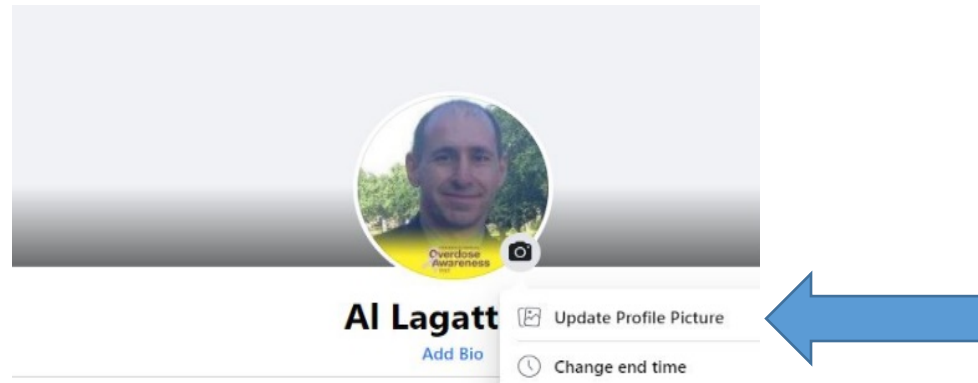 Overdose
Awareness
Al Lagatt
Update Profile Picture
Add Bio
Change end time